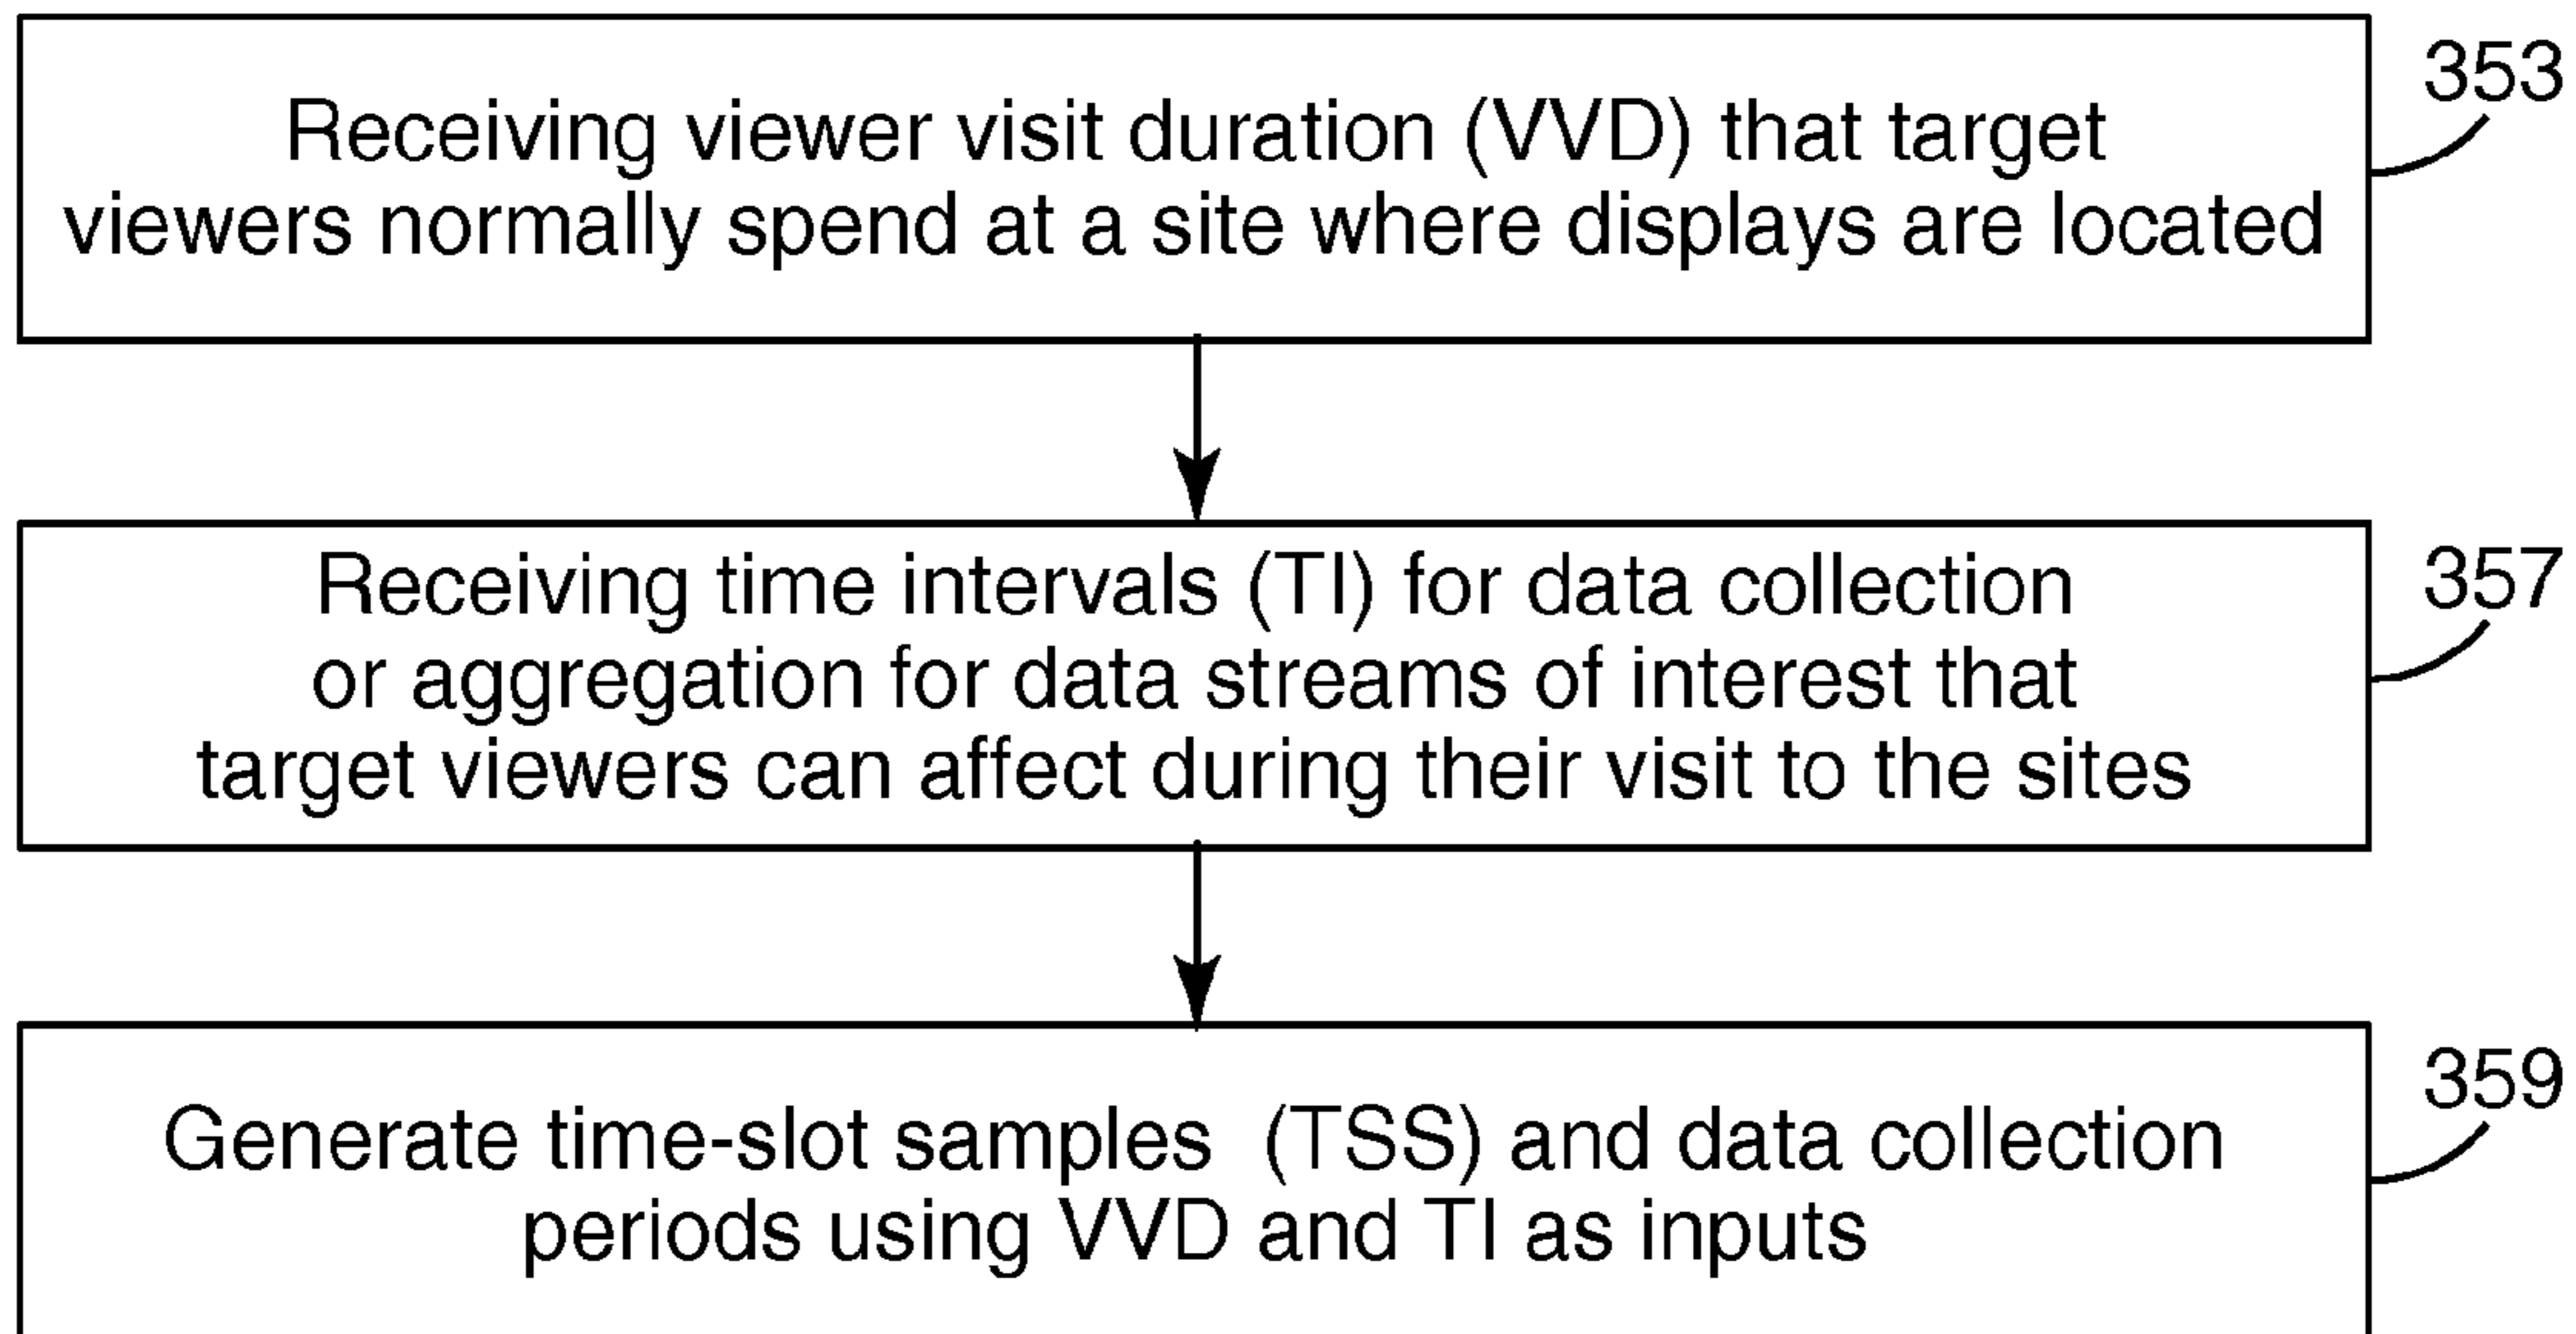 353
Receiving viewer visit duration (VVD) that target
viewers normally spend at a site where displays are located
357
Receiving time intervals (TI) for data collection
or aggregation for data streams of interest that
target viewers can affect during their visit to the sites
359
Generate time-slot samples (TSS) and data collection
periods using VVD and TI as inputs